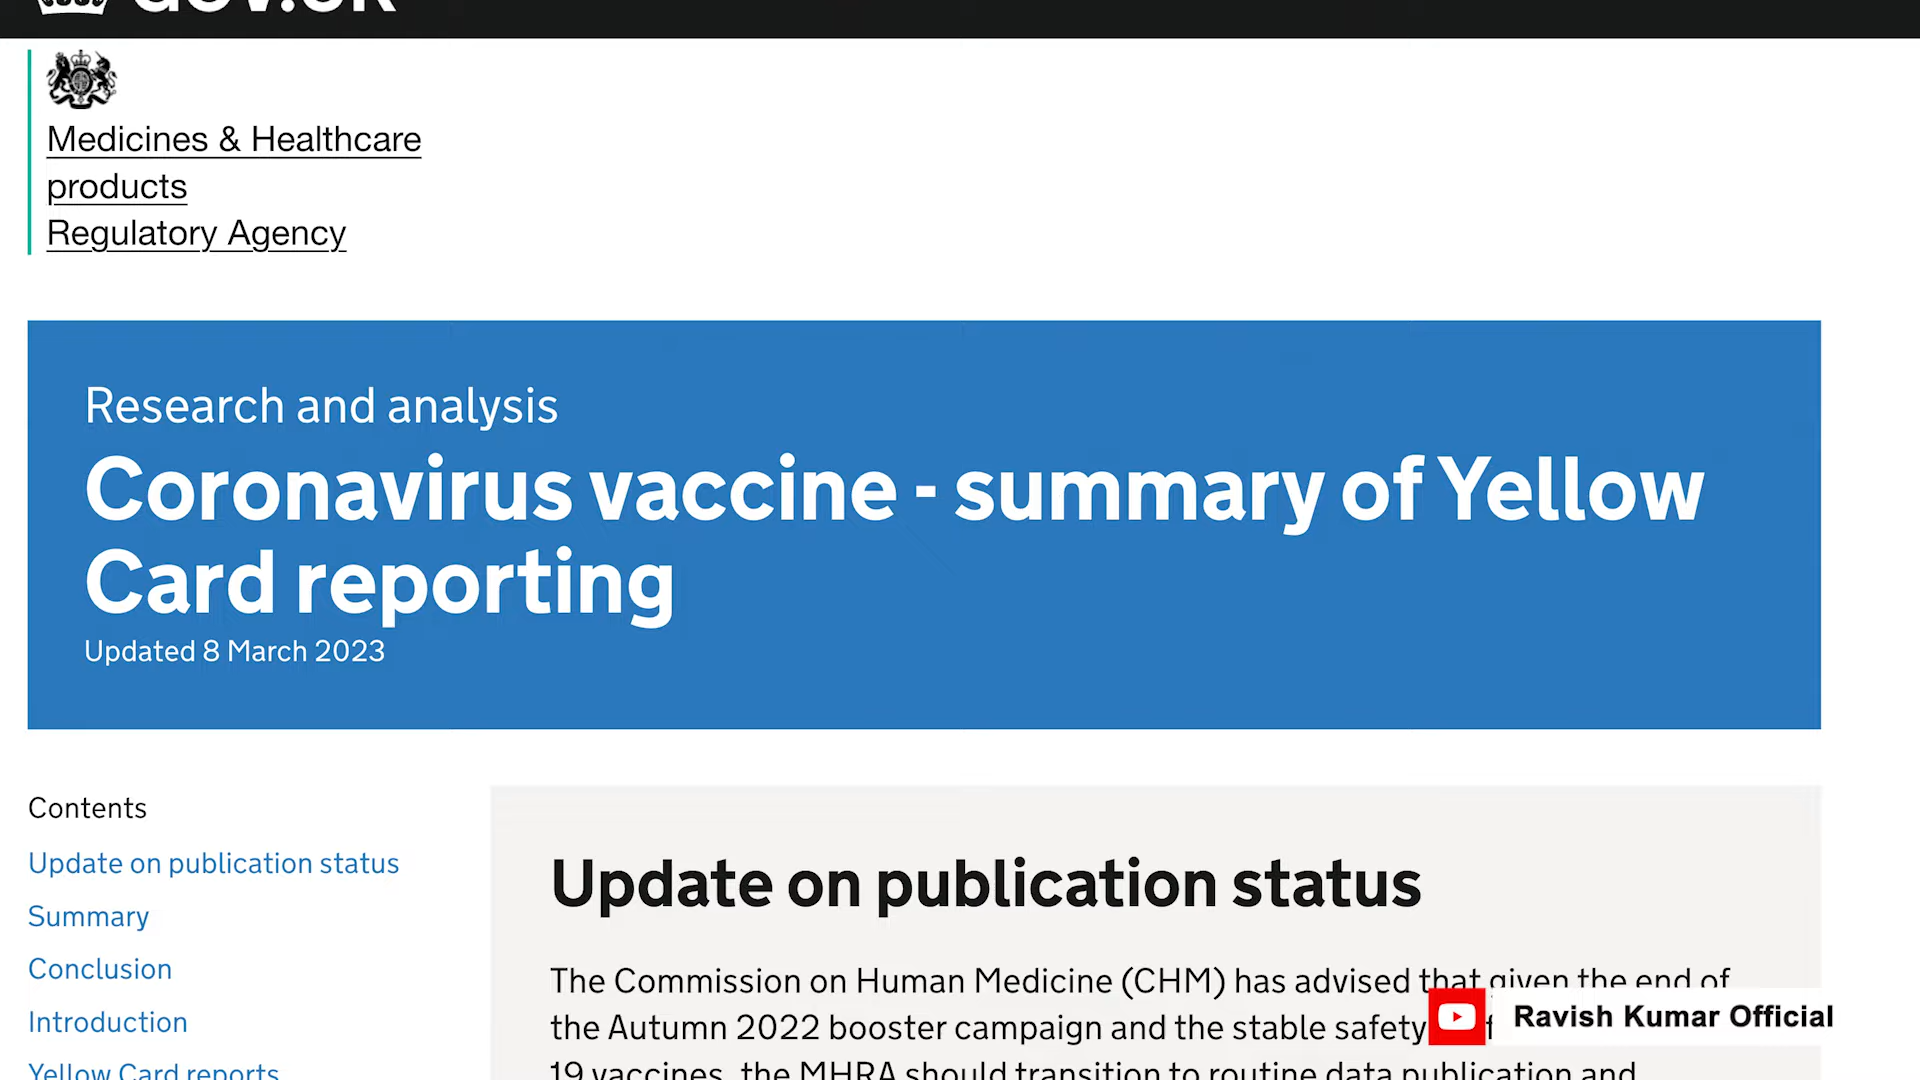 GOV.UK
Medicines & Healthcare
products
Regulatory Agency
Research and analysis
Coronavirus vaccine - summary of Yellow
Card reporting
Updated 8 March 2023
Contents
Update on publication status
Summary
Conclusion
Introduction
Yellow Card reports
Update on publication status
The Commission on Human Medicine (CHM) has advised that given the end of
the Autumn 2022 booster campaign and the stable safety
19 vaccines, the MHRA should transition to routine data publication and
Ravish Kumar Official